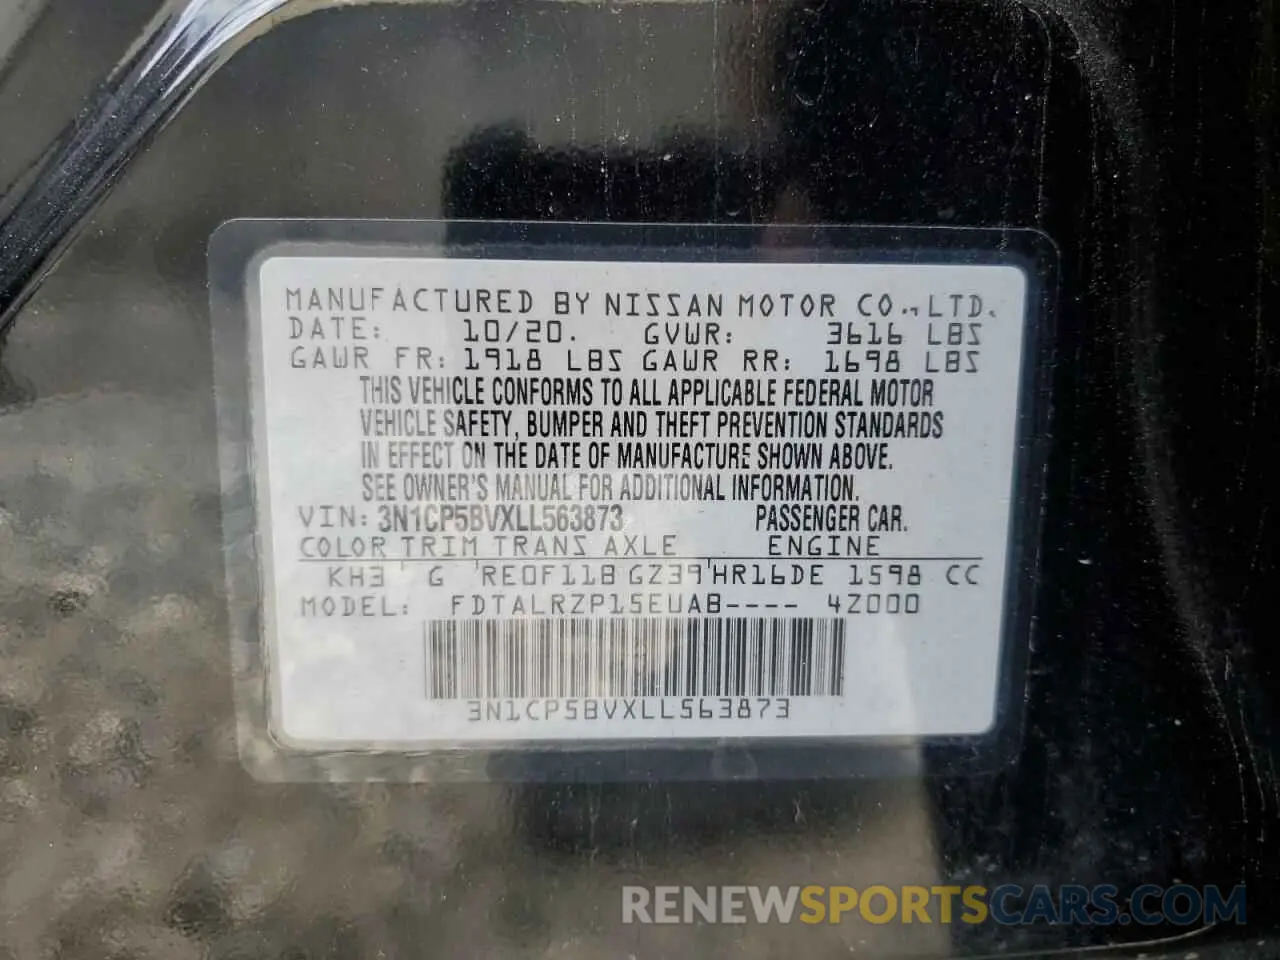 MANUFACTURED BY NISSAN MOTOR CO., LTD.
DATE: 10/20. GVWR: 3616 LBS
GAWR FR: 1918 LBS GAWR RR: 1698 LBS
THIS VEHICLE CONFORMS TO ALL APPLICABLE FEDERAL MOTOR
VEHICLE SAFETY, BUMPER AND THEFT PREVENTION STANDARDS
IN EFFECT ON THE DATE OF MANUFACTURE SHOWN ABOVE.
SEE OWNER'S MANUAL FOR ADDITIONAL INFORMATION.
VIN: 3N1CP5BVXLL563873 PASSENGER CAR.
COLOR TRIM TRANS AXLE ENGINE
KH3 ' G 'RE0F11B GZ39'HR16DE 1598 CC
MODEL: FDTALRZP15EUAB---- 4Z000
3N1CP5BVXLL563873
RENEWSPORTSCARS.COM